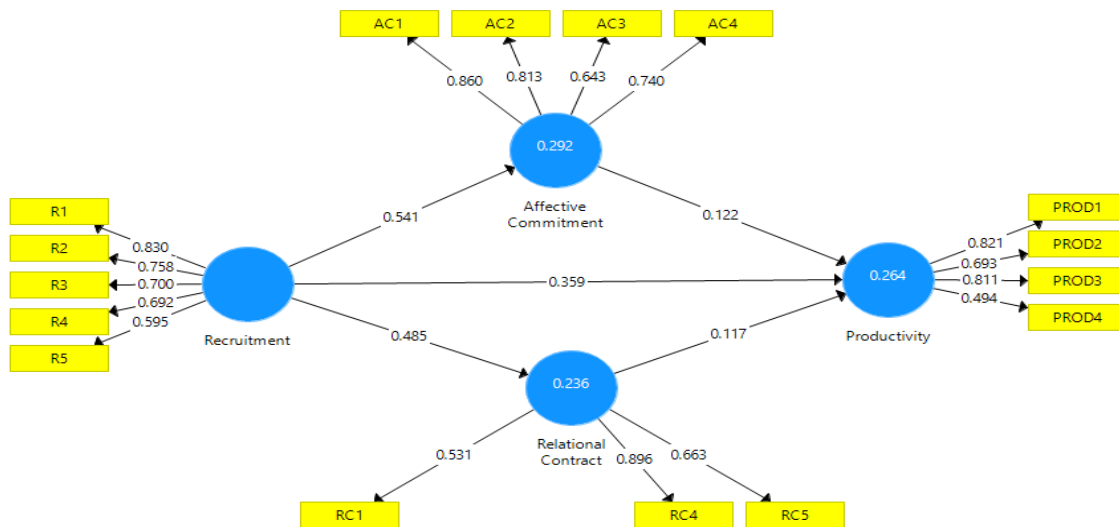 AC1
AC2
AC3
AC4
0.860
0.813
0.643
0.740
0.292
Affective
Commitment
0.541
0.122
R1
R2
R3
R4
R5
0.830
0.758
0.700
0.692
0.595
Recruitment
0.359
0.485
0.117
0.264
Productivity
0.821
0.693
0.811
0.494
PROD1
PROD2
PROD3
PROD4
0.236
Relational
Contract
0.531
0.896
0.663
RC1
RC4
RC5